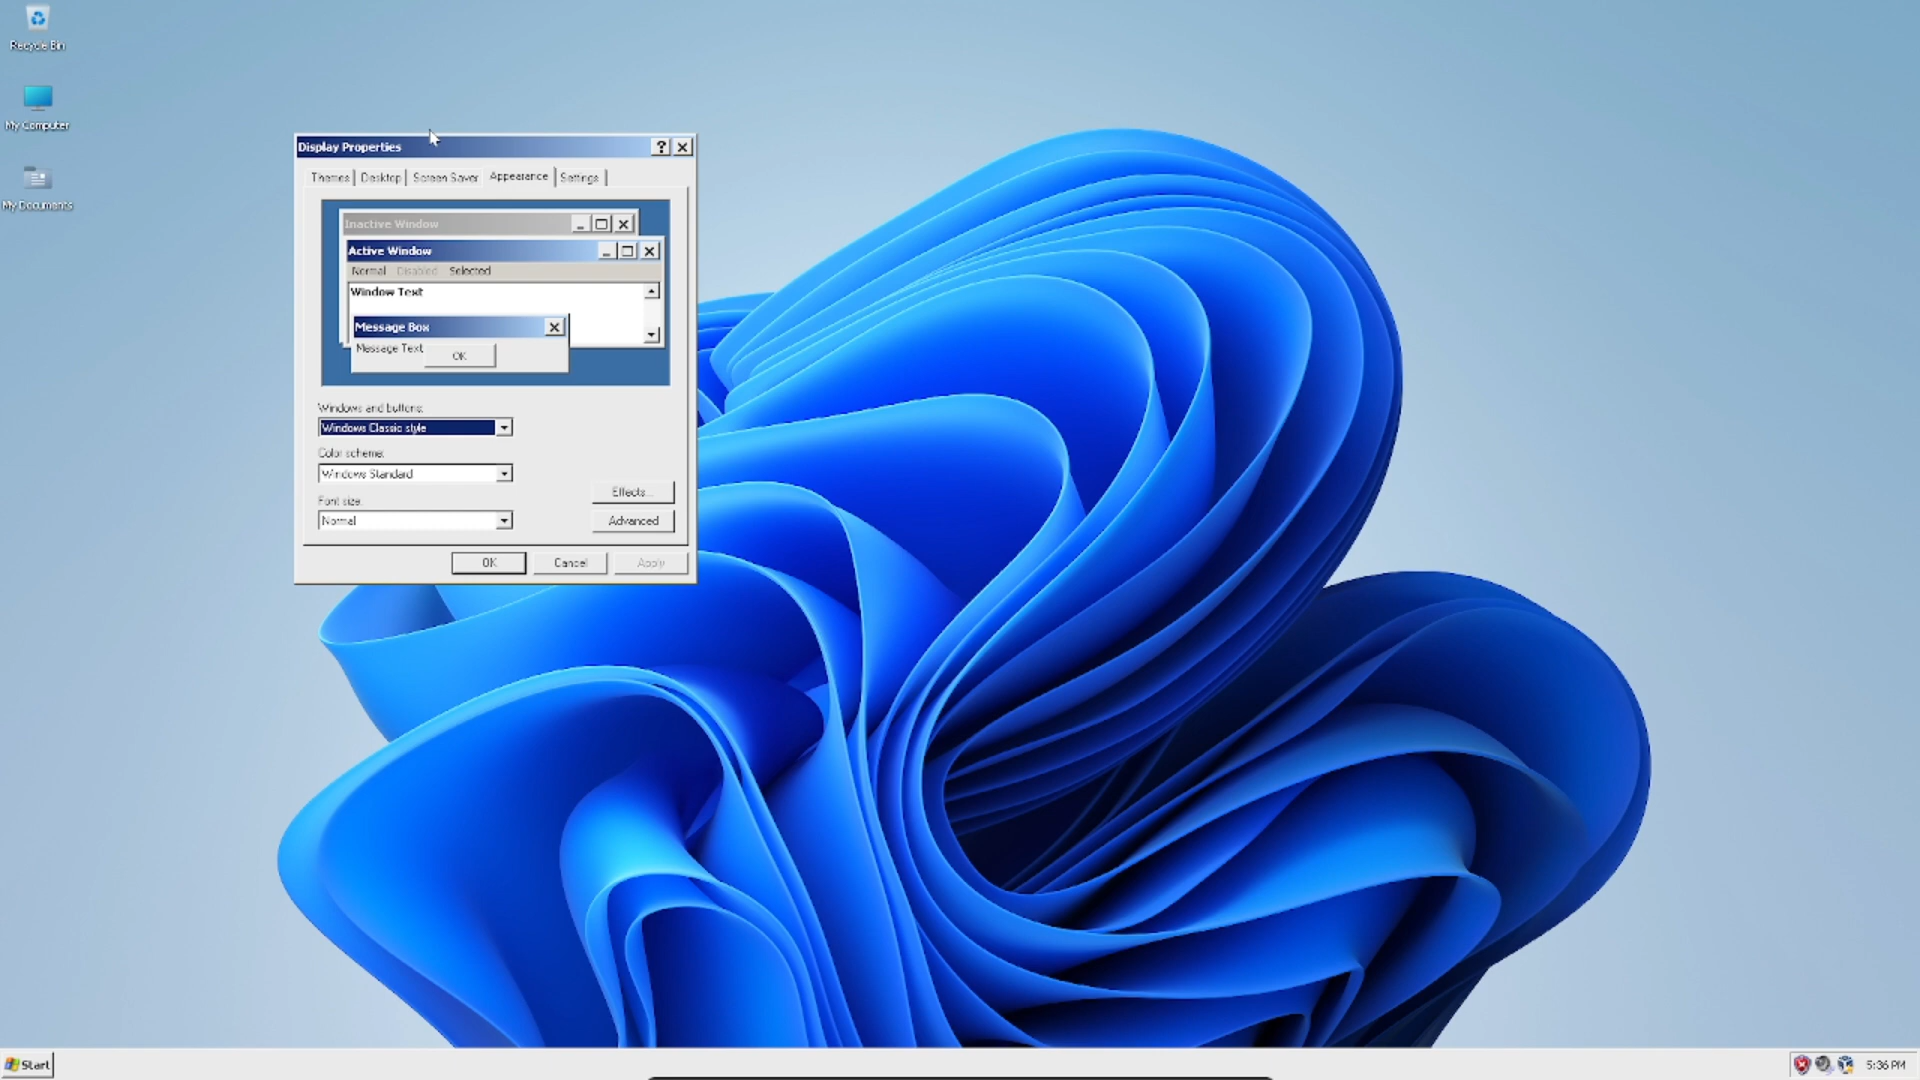 Recycle Bin
My Computer
My Documents
Display Properties
Themes Desktop Screen Saver Appearance Settings
Inactive Window
Active Window
Normal Disabled Selected
Window Text
Message Box
Message Text
OK
Windows and buttons:
Windows Classic style
Color scheme:
Windows Standard
Font size:
Normal
Effects...
Advanced
OK Cancel Apply
Start
5:36 PM